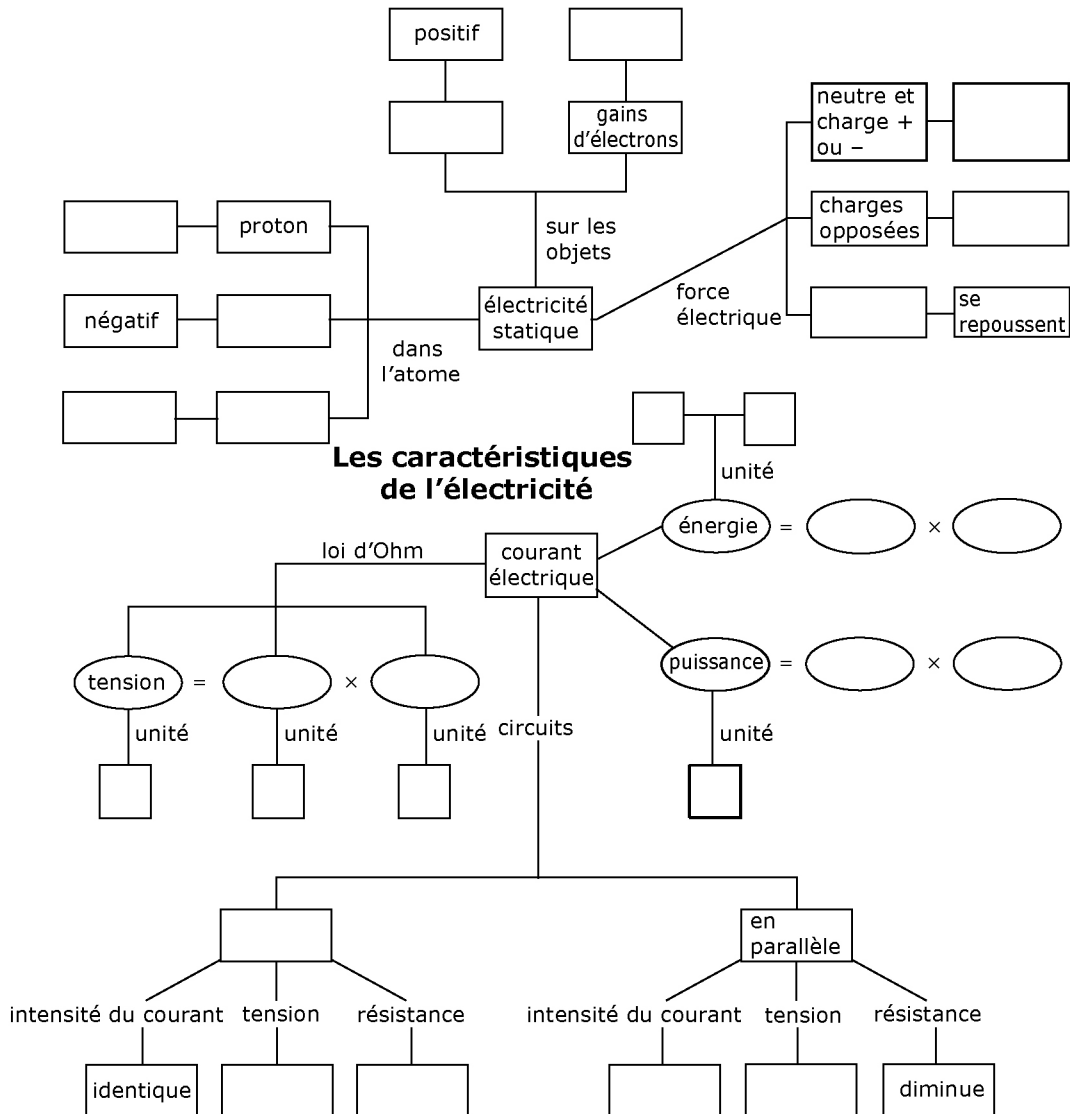 positif
gains
d'électrons
neutre et
charge +
ou –
proton
charges
opposées
sur les
objets
négatif
électricité
statique
force
électrique
se
repoussent
dans
l'atome
Les caractéristiques
de l'électricité
unité
énergie = ×
loi d'Ohm
courant
électrique
tension = ×
puissance = ×
unité unité unité
circuits
unité
en
parallèle
intensité du courant tension résistance
intensité du courant tension résistance
identique
diminue